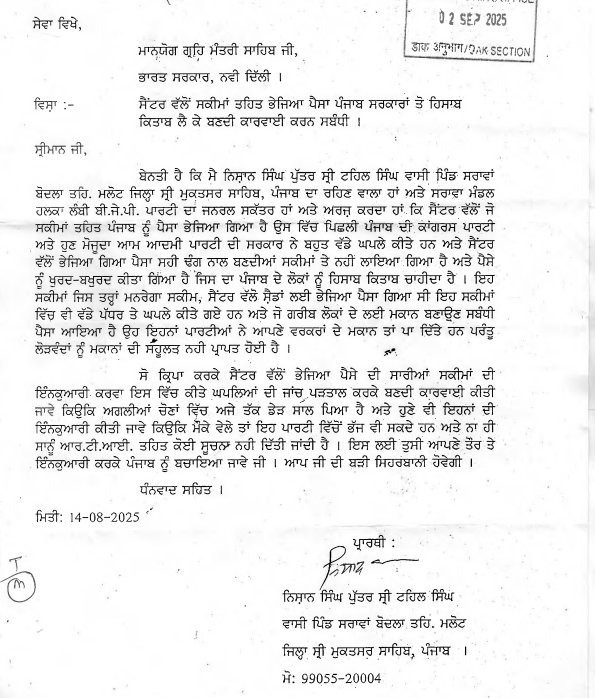 02 SEP 2025
डाक अनुभाग/DAK SECTION
ਸੇਵਾ ਵਿਖੇ,
ਮਾਨਯੋਗ ਗ੍ਰਹਿ ਮੰਤਰੀ ਸਾਹਿਬ ਜੀ,
ਭਾਰਤ ਸਰਕਾਰ, ਨਵੀ ਦਿੱਲੀ ।
ਵਿਸ਼ਾ :- ਸੈਂਟਰ ਵੱਲੋਂ ਸਕੀਮਾਂ ਤਹਿਤ ਭੇਜਿਆ ਪੈਸਾ ਪੰਜਾਬ ਸਰਕਾਰਾਂ ਤੋ ਹਿਸਾਬ
ਕਿਤਾਬ ਲੈ ਕੇ ਬਣਦੀ ਕਾਰਵਾਈ ਕਰਨ ਸਬੰਧੀ ।
ਸ਼੍ਰੀਮਾਨ ਜੀ,
ਬੇਨਤੀ ਹੈ ਕਿ ਮੈ ਨਿਸ਼ਾਨ ਸਿੰਘ ਪੁੱਤਰ ਸ਼੍ਰੀ ਟਹਿਲ ਸਿੰਘ ਵਾਸੀ ਪਿੰਡ ਸਰਾਵਾਂ
ਬੋਦਲਾ ਤਹਿ. ਮਲੋਟ ਜਿਲ੍ਹਾ ਸ਼੍ਰੀ ਮੁਕਤਸਰ ਸਾਹਿਬ, ਪੰਜਾਬ ਦਾ ਰਹਿਣ ਵਾਲਾ ਹਾਂ ਅਤੇ ਸਰਾਵਾ ਮੰਡਲ
ਹਲਕਾ ਲੰਬੀ ਬੀ.ਜੇ.ਪੀ. ਪਾਰਟੀ ਦਾ ਜਨਰਲ ਸਕੱਤਰ ਹਾਂ ਅਤੇ ਅਰਜ਼ ਕਰਦਾ ਹਾਂ ਕਿ ਸੈਂਟਰ ਵੱਲੋਂ ਜੋ
ਸਕੀਮਾਂ ਤਹਿਤ ਪੰਜਾਬ ਨੂੰ ਪੈਸਾ ਭੇਜਿਆ ਗਿਆ ਹੈ ਉਸ ਵਿੱਚ ਪਿਛਲੀ ਪੰਜਾਬ ਦੀ ਕਾਂਗਰਸ ਪਾਰਟੀ
ਅਤੇ ਹੁਣ ਮੋਜੂਦਾ ਆਮ ਆਦਮੀ ਪਾਰਟੀ ਦੀ ਸਰਕਾਰ ਨੇ ਬਹੁਤ ਵੱਡੇ ਘਪਲੇ ਕੀਤੇ ਹਨ ਅਤੇ ਸੈਂਟਰ
ਵੱਲੋਂ ਭੇਜਿਆ ਗਿਆ ਪੈਸਾ ਸਹੀ ਢੰਗ ਨਾਲ ਬਣਦੀਆਂ ਸਕੀਮਾਂ ਤੇ ਨਹੀਂ ਲਾਇਆ ਗਿਆ ਹੈ ਅਤੇ ਪੈਸੇ
ਨੂੰ ਖੁਰਦ-ਬਖੁਰਦ ਕੀਤਾ ਗਿਆ ਹੈ ਜਿਸ ਦਾ ਪੰਜਾਬ ਦੇ ਲੋਕਾਂ ਨੂੰ ਹਿਸਾਬ ਕਿਤਾਬ ਚਾਹੀਦਾ ਹੈ । ਇਹ
ਸਕੀਮਾਂ ਜਿਸ ਤਰ੍ਹਾਂ ਮਨਰੇਗਾ ਸਕੀਮ, ਸੈਂਟਰ ਵੱਲੋ ਸ਼ੈਡਾਂ ਲਈ ਭੇਜਿਆ ਪੈਸਾ ਗਿਆ ਸੀ ਇਹ ਸਕੀਮਾਂ
ਵਿੱਚ ਵੀ ਵੱਡੇ ਪੱਧਰ ਤੇ ਘਪਲੇ ਕੀਤੇ ਗਏ ਹਨ ਅਤੇ ਜੋ ਗਰੀਬ ਲੋਕਾਂ ਦੇ ਲਈ ਮਕਾਨ ਬਣਾਉਣ ਸਬੰਧੀ
ਪੈਸਾ ਆਇਆ ਹੈ ਉਹ ਇਹਨਾਂ ਪਾਰਟੀਆਂ ਨੇ ਆਪਣੇ ਵਰਕਰਾਂ ਦੇ ਮਕਾਨ ਤਾਂ ਪਾ ਦਿੱਤੇ ਹਨ ਪਰੰਤੂ
ਲੋੜਵੰਦਾਂ ਨੂੰ ਮਕਾਨਾਂ ਦੀ ਸਹੂਲਤ ਨਹੀ ਪ੍ਰਾਪਤ ਹੋਈ ਹੈ ।
ਸੋ ਕ੍ਰਿਪਾ ਕਰਕੇ ਸੈਂਟਰ ਵੱਲੋਂ ਭੇਜਿਆ ਪੈਸੇ ਦੀ ਸਾਰੀਆਂ ਸਕੀਮਾਂ ਦੀ
ਇੰਨਕੁਆਰੀ ਕਰਵਾ ਇਸ ਵਿੱਚ ਕੀਤੇ ਘਪਲਿਆਂ ਦੀ ਜਾਂਚ ਪੜਤਾਲ ਕਰਕੇ ਬਣਦੀ ਕਾਰਵਾਈ ਕੀਤੀ
ਜਾਵੇ ਕਿਉਕਿ ਅਗਲੀਆਂ ਚੋਣਾਂ ਵਿੱਚ ਅਜੇ ਤੱਕ ਡੇੜ ਸਾਲ ਪਿਆ ਹੈ ਅਤੇ ਹੁਣੇ ਵੀ ਇਹਨਾਂ ਦੀ
ਇੰਨਕੁਆਰੀ ਕੀਤੀ ਜਾਵੇ ਕਿਉਕਿ ਮੌਕੇ ਵੇਲੇ ਤਾਂ ਇਹ ਪਾਰਟੀ ਵਿੱਚੋਂ ਭੱਜ ਵੀ ਸਕਦੇ ਹਨ ਅਤੇ ਨਾ ਹੀ
ਸਾਨੂੰ ਆਰ.ਟੀ.ਆਈ. ਤਹਿਤ ਕੋਈ ਸੂਚਨਾ ਨਹੀ ਦਿੱਤੀ ਜਾਂਦੀ ਹੈ । ਇਸ ਲਈ ਤੁਸੀ ਆਪਣੇ ਤੌਰ ਤੇ
ਇੰਨਕੁਆਰੀ ਕਰਕੇ ਪੰਜਾਬ ਨੂੰ ਬਚਾਇਆ ਜਾਵੇ ਜੀ । ਆਪ ਜੀ ਦੀ ਬੜੀ ਮਿਹਰਬਾਨੀ ਹੋਵੇਗੀ ।
ਧੰਨਵਾਦ ਸਹਿਤ ।
ਮਿਤੀ: 14-08-2025
ਪ੍ਰਾਰਥੀ :
ਨਿਸ਼ਾਨ ਸਿੰਘ ਪੁੱਤਰ ਸ਼੍ਰੀ ਟਹਿਲ ਸਿੰਘ
ਵਾਸੀ ਪਿੰਡ ਸਰਾਵਾਂ ਬੋਦਲਾ ਤਹਿ. ਮਲੋਟ
ਜਿਲ੍ਹਾ ਸ਼੍ਰੀ ਮੁਕਤਸਰ ਸਾਹਿਬ, ਪੰਜਾਬ ।
ਮੋ: 99055-20004